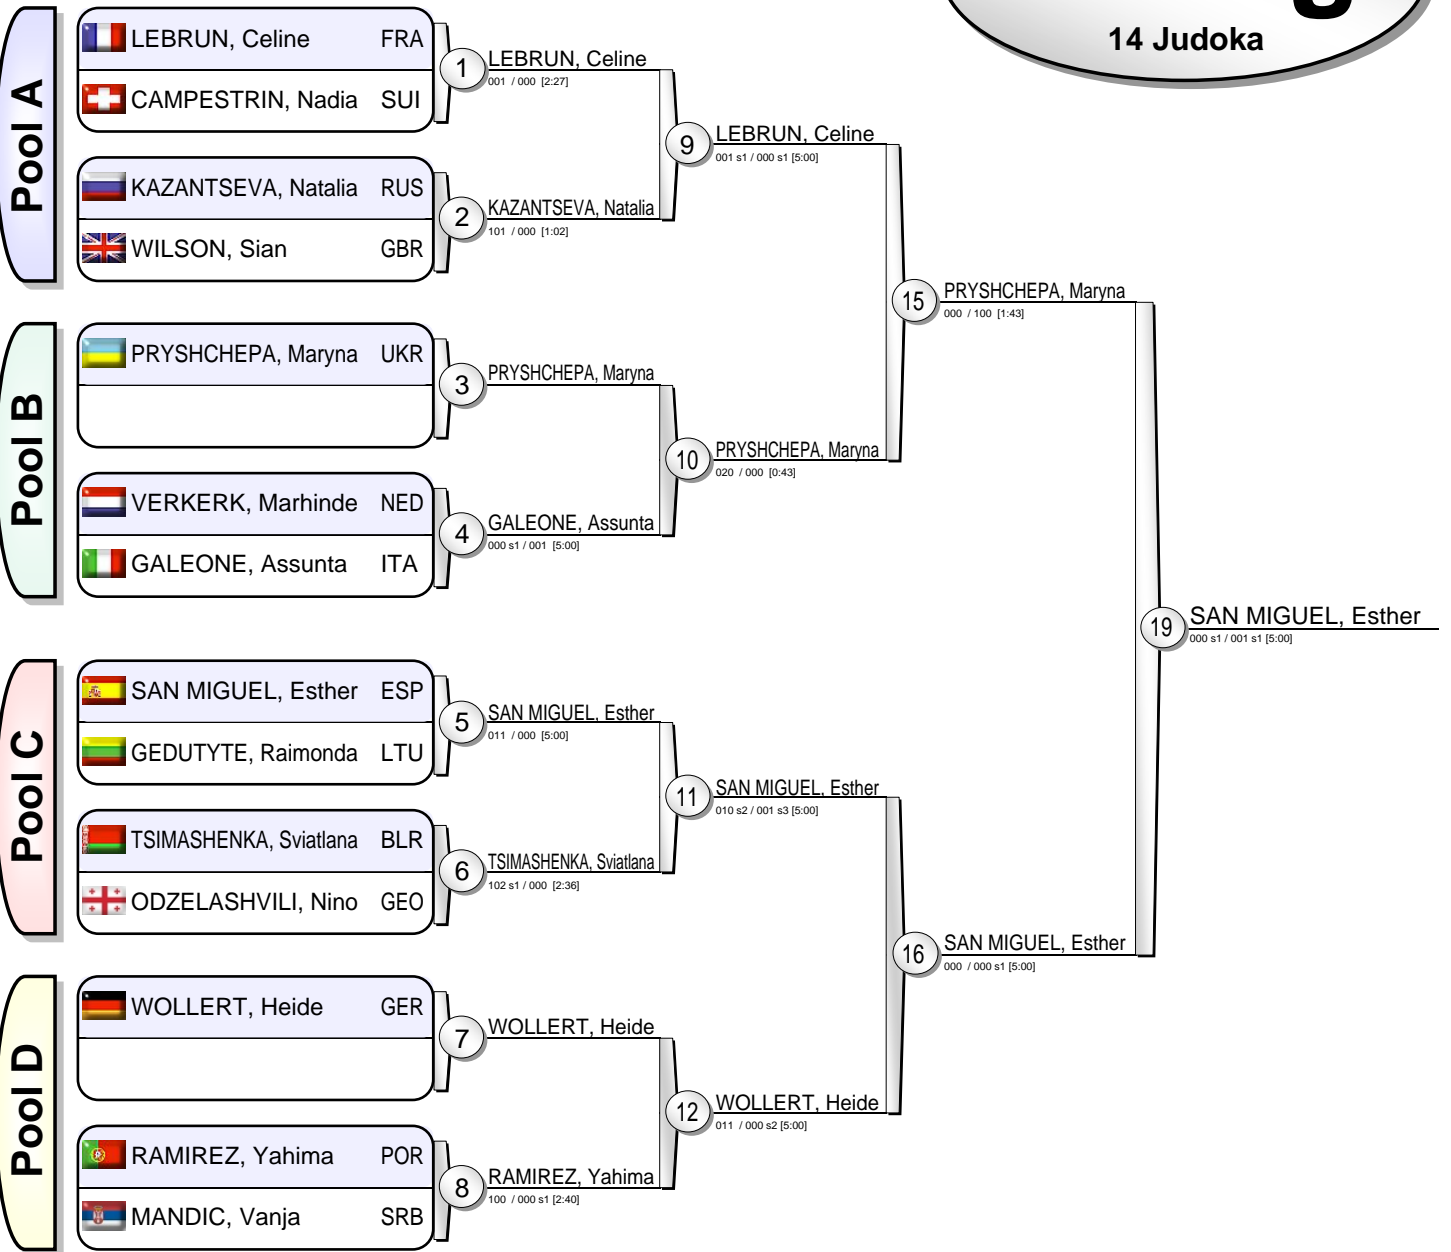 14 Judoka
Pool A
LEBRUN, Celine FRA
CAMPESTRIN, Nadia SUI
1
LEBRUN, Celine
001 / 000 [2:27]
KAZANTSEVA, Natalia RUS
WILSON, Sian GBR
2
KAZANTSEVA, Natalia
101 / 000 [1:02]
9
LEBRUN, Celine
001 s1 / 000 s1 [5:00]
Pool B
PRYSHCHEPA, Maryna UKR
3
PRYSHCHEPA, Maryna
VERKERK, Marhinde NED
GALEONE, Assunta ITA
4
GALEONE, Assunta
000 s1 / 001 [5:00]
10
PRYSHCHEPA, Maryna
020 / 000 [0:43]
15
PRYSHCHEPA, Maryna
000 / 100 [1:43]
Pool C
SAN MIGUEL, Esther ESP
GEDUTYTE, Raimonda LTU
5
SAN MIGUEL, Esther
011 / 000 [5:00]
TSIMASHENKA, Sviatlana BLR
ODZELASHVILI, Nino GEO
6
TSIMASHENKA, Sviatlana
102 s1 / 000 [2:36]
11
SAN MIGUEL, Esther
010 s2 / 001 s3 [5:00]
Pool D
WOLLERT, Heide GER
7
WOLLERT, Heide
RAMIREZ, Yahima POR
MANDIC, Vanja SRB
8
RAMIREZ, Yahima
100 / 000 s1 [2:40]
12
WOLLERT, Heide
011 / 000 s2 [5:00]
16
SAN MIGUEL, Esther
000 / 000 s1 [5:00]
19
SAN MIGUEL, Esther
000 s1 / 001 s1 [5:00]